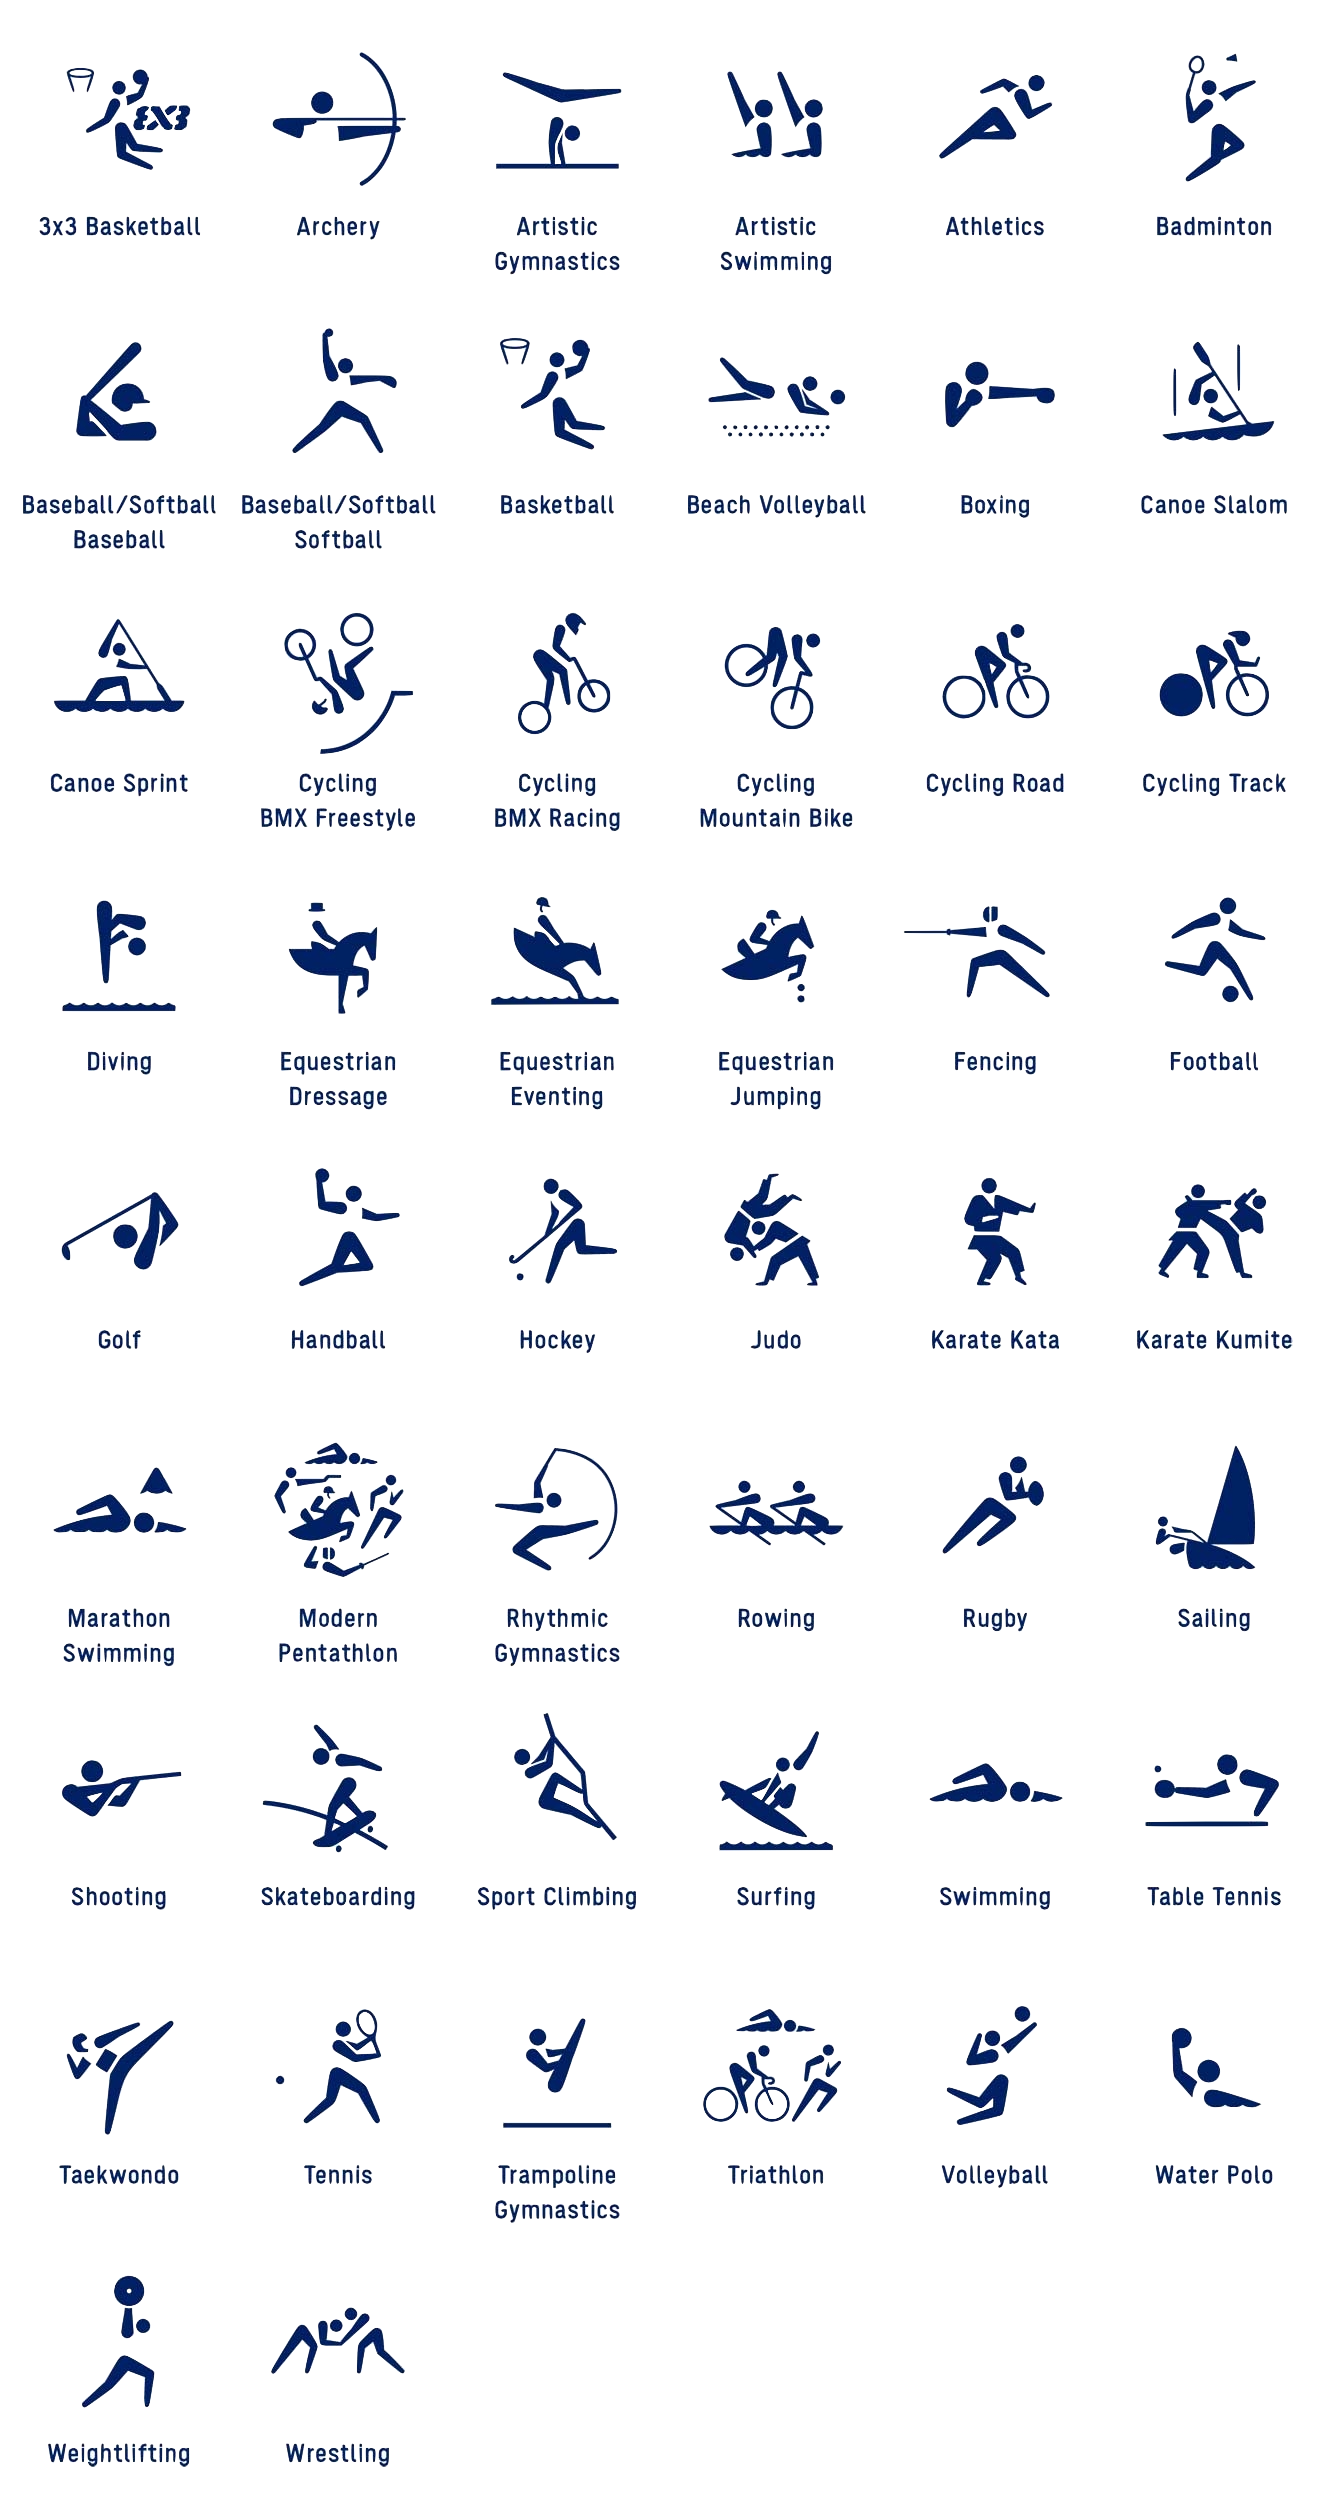 3X3
3x3 Basketball
Archery
Artistic
Gymnastics
Artistic
Swimming
Athletics
Badminton
Baseball/Softball
Baseball
Baseball/Softball
Softball
Basketball
Beach Volleyball
Boxing
Canoe Slalom
Canoe Sprint
Cycling
BMX Freestyle
Cycling
BMX Racing
Cycling
Mountain Bike
Cycling Road
Cycling Track
Diving
Equestrian
Dressage
Equestrian
Eventing
Equestrian
Jumping
Fencing
Football
Golf
Handball
Hockey
Judo
Karate Kata
Karate Kumite
Marathon
Swimming
Modern
Pentathlon
Rhythmic
Gymnastics
Rowing
Rugby
Sailing
Shooting
Skateboarding
Sport Climbing
Surfing
Swimming
Table Tennis
Taekwondo
Tennis
Trampoline
Gymnastics
Triathlon
Volleyball
Water Polo
Weightlifting
Wrestling